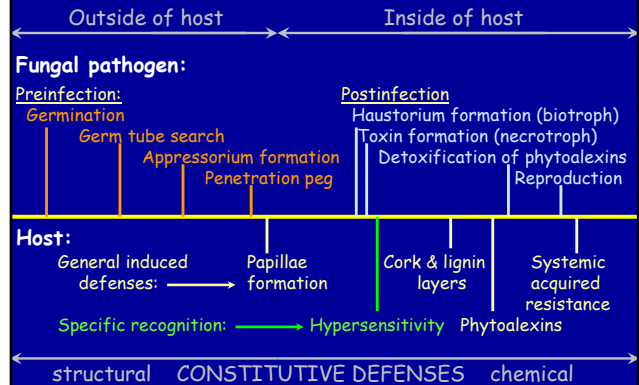 Outside of host Inside of host
Fungal pathogen:
Preinfection: Postinfection
Germination Haustorium formation (biotroph)
Germ tube search Toxin formation (necrotroph)
Appressorium formation Detoxification of phytoalexins
Penetration peg Reproduction
Host:
General induced Papillae Cork & lignin Systemic
defenses: formation layers acquired
resistance
Specific recognition: Hypersensitivity Phytoalexins
structural CONSTITUTIVE DEFENSES chemical